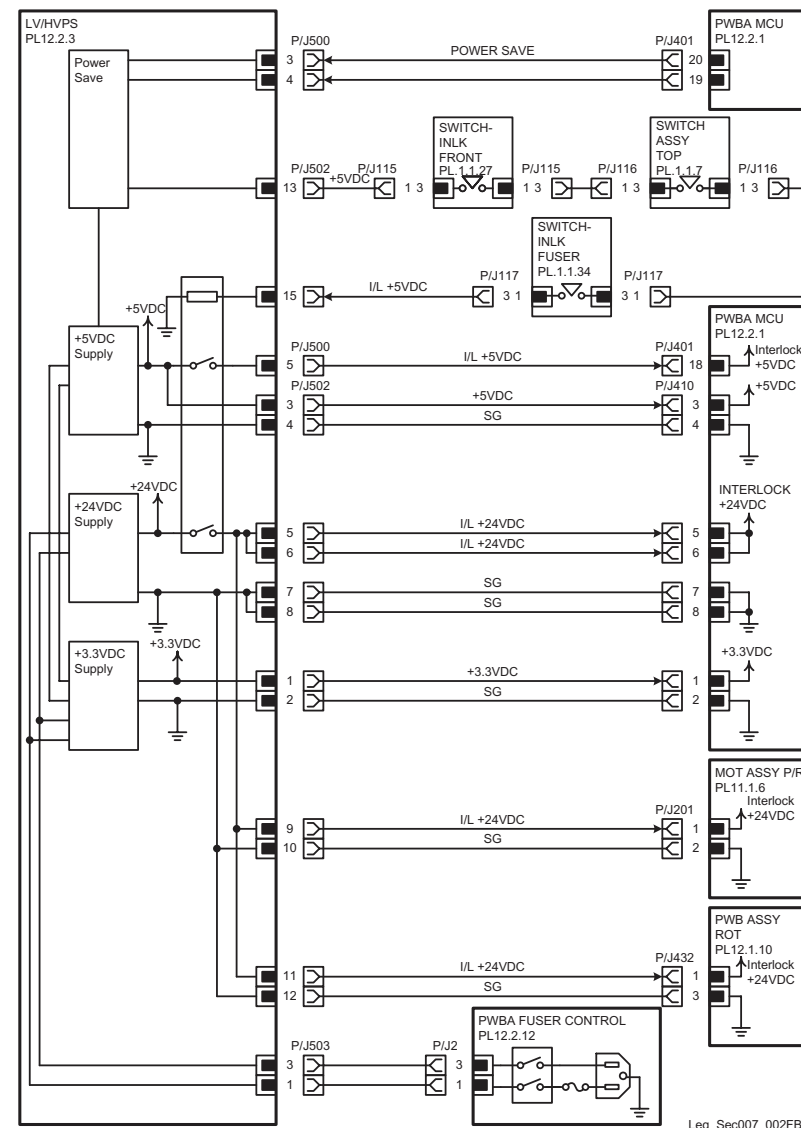 LV/HVPS
PL12.2.3
Power
Save
P/J500
3
4
POWER SAVE
P/J401
20
19
PWBA MCU
PL12.2.1
P/J502
13
+5VDC
P/J115
1 3
SWITCH-
INLK
FRONT
PL.1.1.27
P/J115
1 3
P/J116
1 3
SWITCH
ASSY
TOP
PL.1.1.7
P/J116
1 3
15
I/L +5VDC
P/J117
3 1
SWITCH-
INLK
FUSER
PL.1.1.34
P/J117
3 1
+5VDC
+5VDC
Supply
P/J500
5
I/L +5VDC
P/J401
18
PWBA MCU
PL12.2.1
Interlock
+5VDC
P/J502
3
+5VDC
P/J410
3
+5VDC
4
SG
4
+24VDC
+24VDC
Supply
5
I/L +24VDC
5
INTERLOCK
+24VDC
6
I/L +24VDC
6
7
SG
7
8
SG
8
+3.3VDC
+3.3VDC
Supply
1
+3.3VDC
1
+3.3VDC
2
SG
2
9
I/L +24VDC
P/J201
1
MOT ASSY P/R
PL11.1.6
Interlock
+24VDC
10
SG
2
11
I/L +24VDC
P/J432
1
PWB ASSY
ROT
PL12.1.10
Interlock
+24VDC
12
SG
3
P/J503
3
1
P/J2
3
1
PWBA FUSER CONTROL
PL12.2.12
Leg_Sec007_002FB